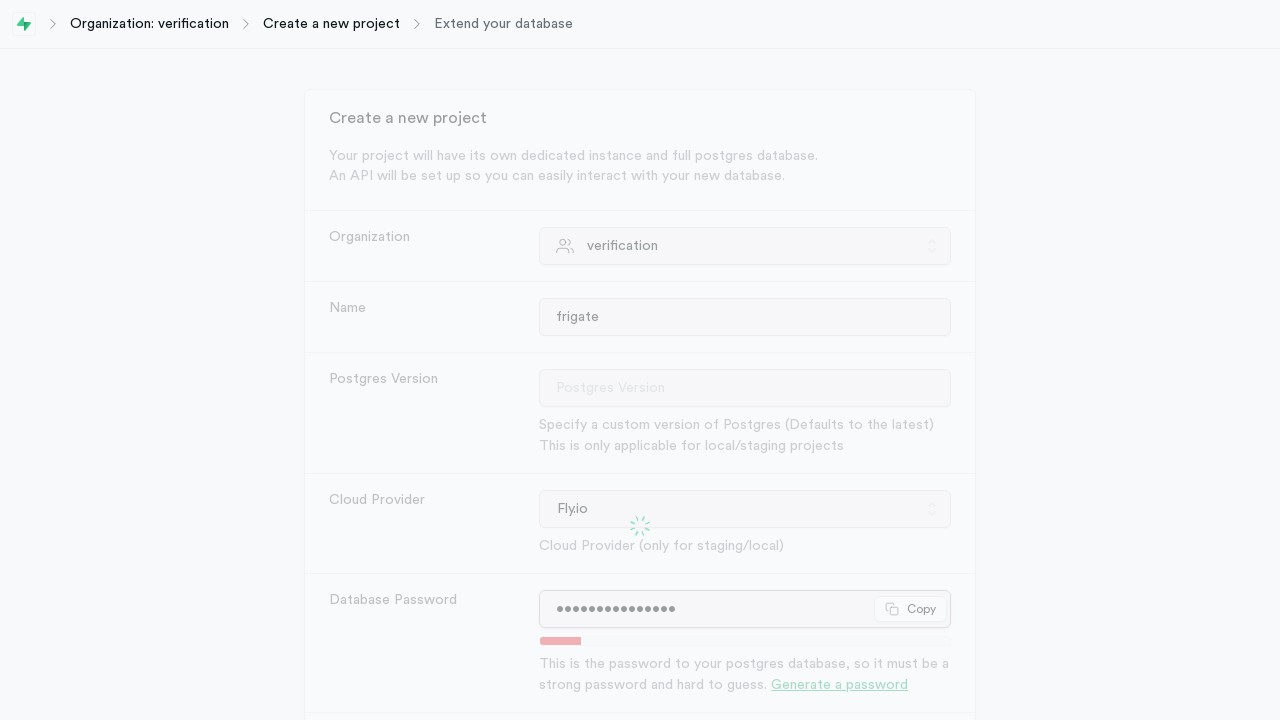 Organization: verification
Create a new project
Extend your database
Create a new project
Your project will have its own dedicated instance and full postgres database.
An API will be set up so you can easily interact with your new database.
Organization
verification
Name
frigate
Postgres Version
Postgres Version
Specify a custom version of Postgres (Defaults to the latest)
This is only applicable for local/staging projects
Cloud Provider
Fly.io
Cloud Provider (only for staging/local)
Database Password
•••••••••••••••
Copy
This is the password to your postgres database, so it must be a
strong password and hard to guess. Generate a password